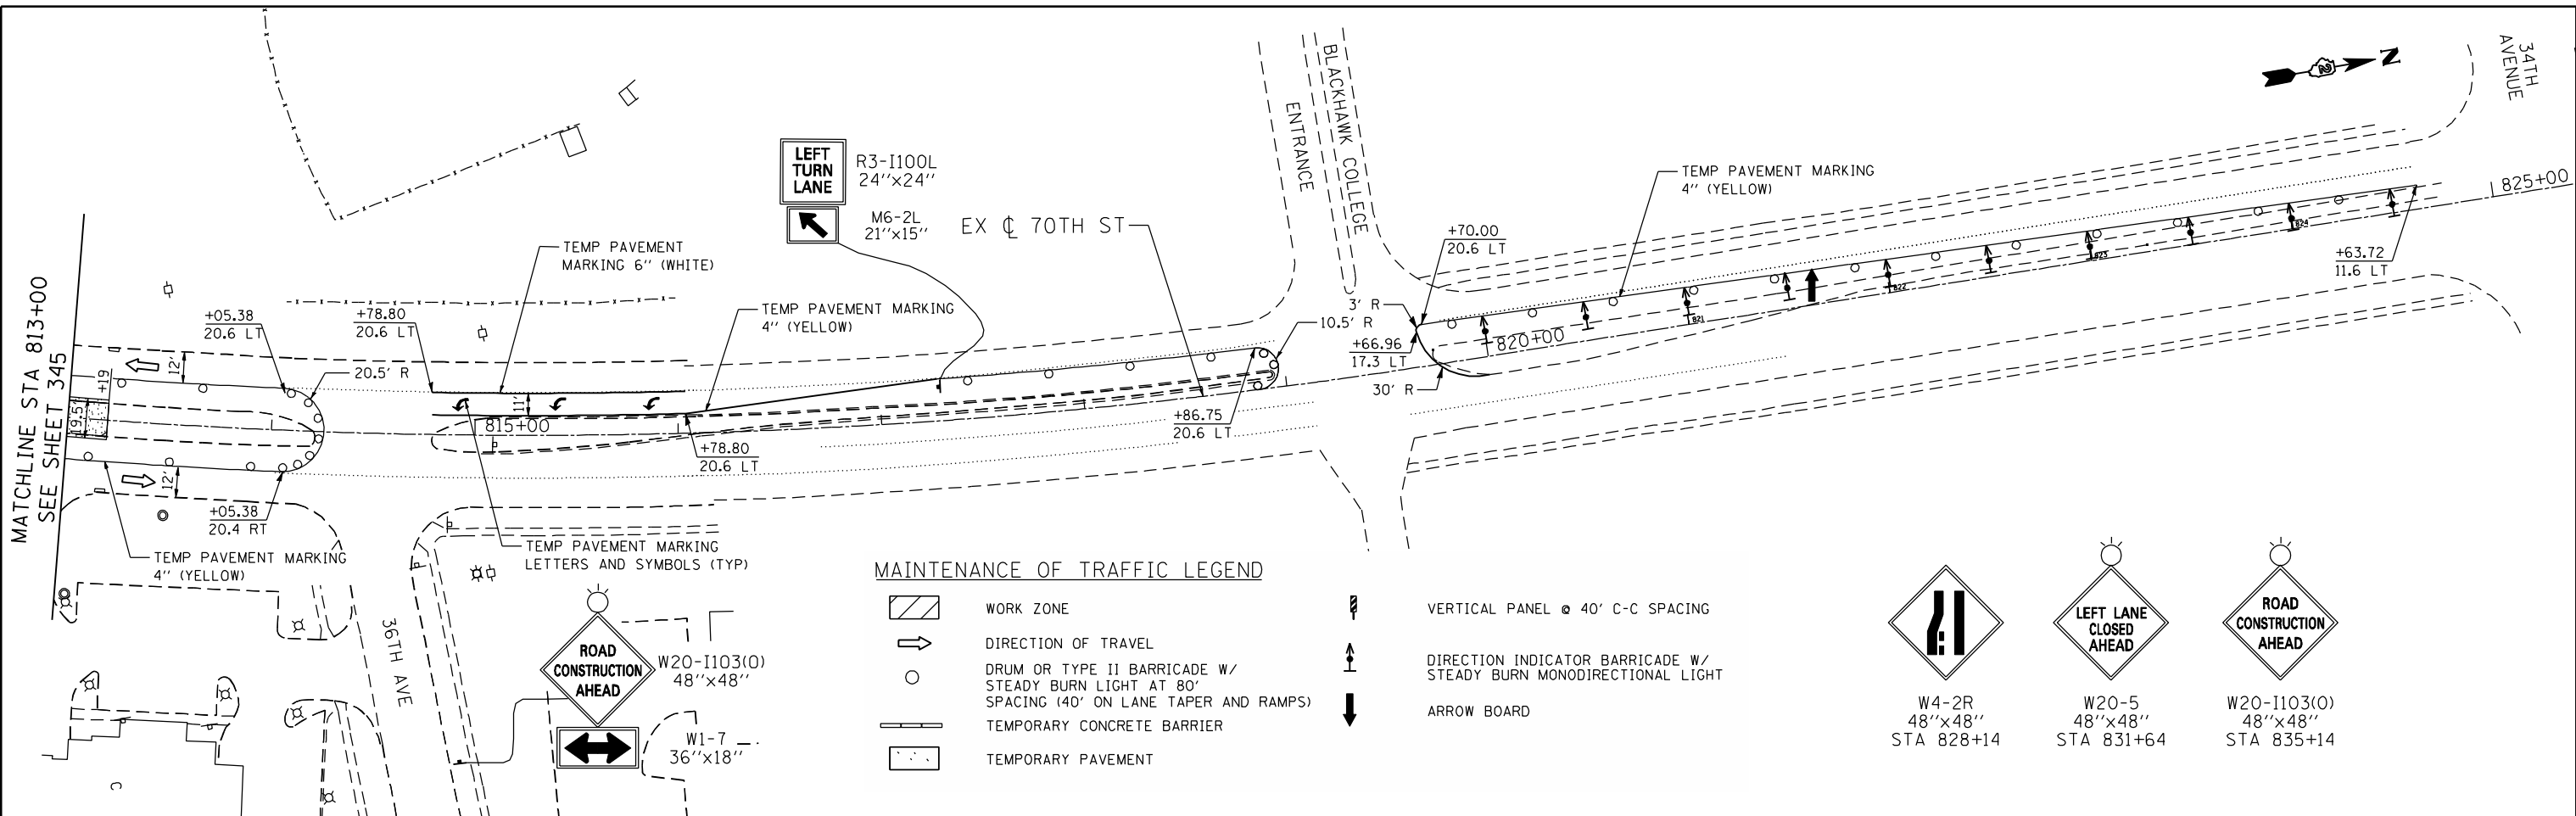 MATCHLINE STA 813+00
SEE SHEET 345
+19
19.5'
12'
12'
+05.38
20.6 LT
20.5' R
+05.38
20.4 RT
TEMP PAVEMENT MARKING
4'' (YELLOW)
+78.80
20.6 LT
TEMP PAVEMENT
MARKING 6'' (WHITE)
11'
815+00
TEMP PAVEMENT MARKING
LETTERS AND SYMBOLS (TYP)
TEMP PAVEMENT MARKING
4'' (YELLOW)
+78.80
20.6 LT
LEFT
TURN
LANE
R3-I100L
24''x24''
M6-2L
21''x15''
EX ℄ 70TH ST
+86.75
20.6 LT
10.5' R
ENTRANCE
BLACKHAWK COLLEGE
3' R
+70.00
20.6 LT
+66.96
17.3 LT
30' R
820+00
TEMP PAVEMENT MARKING
4'' (YELLOW)
821
822
823
824
+63.72
11.6 LT
825+00
34TH
AVENUE
N
36TH AVE
ROAD
CONSTRUCTION
AHEAD
W20-I103(O)
48''x48''
W1-7
36''x18''
MAINTENANCE OF TRAFFIC LEGEND
WORK ZONE
DIRECTION OF TRAVEL
DRUM OR TYPE II BARRICADE W/
STEADY BURN LIGHT AT 80'
SPACING (40' ON LANE TAPER AND RAMPS)
TEMPORARY CONCRETE BARRIER
TEMPORARY PAVEMENT
VERTICAL PANEL @ 40' C-C SPACING
DIRECTION INDICATOR BARRICADE W/
STEADY BURN MONODIRECTIONAL LIGHT
ARROW BOARD
W4-2R
48''x48''
STA 828+14
LEFT LANE
CLOSED
AHEAD
W20-5
48''x48''
STA 831+64
ROAD
CONSTRUCTION
AHEAD
W20-I103(O)
48''x48''
STA 835+14
C